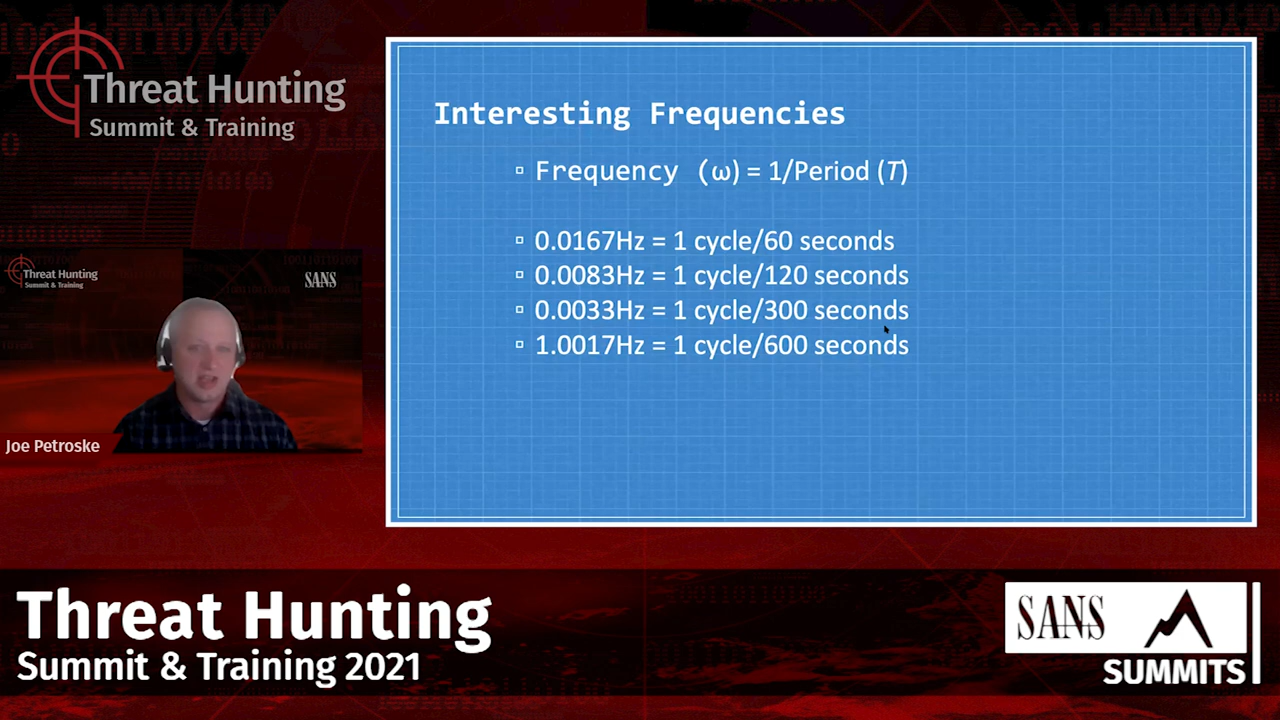 Threat Hunting
Summit & Training
Interesting Frequencies
Frequency (ω) = 1/Period (T)
0.0167Hz = 1 cycle/60 seconds
0.0083Hz = 1 cycle/120 seconds
0.0033Hz = 1 cycle/300 seconds
1.0017Hz = 1 cycle/600 seconds
Threat Hunting
Summit & Training
SANS
Joe Petroske
Threat Hunting
Summit & Training 2021
SANS
SUMMITS